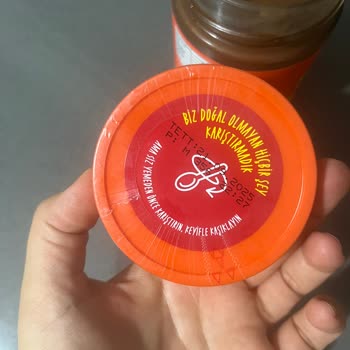 BİZ DOĞAL OLMAYAN HİÇBİR ŞEY
KARIŞTIRMADIK
AMA SİZ YEMEDEN ÖNCE KARIŞTIRIN, KEYİFLE KAŞIKLAYIN